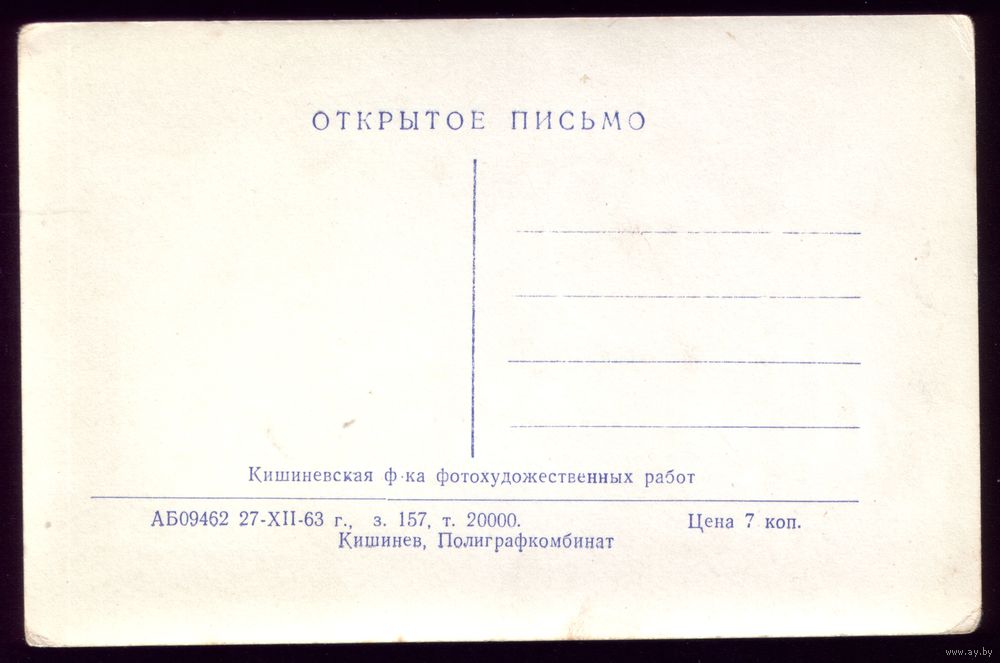 ОТКРЫТОЕ ПИСЬМО
Кишиневская ф-ка фотохудожественных работ
АБ09462 27-XII-63 г., з. 157, т. 20000. Цена 7 коп.
Кишинев, Полиграфкомбинат
www.ay.by